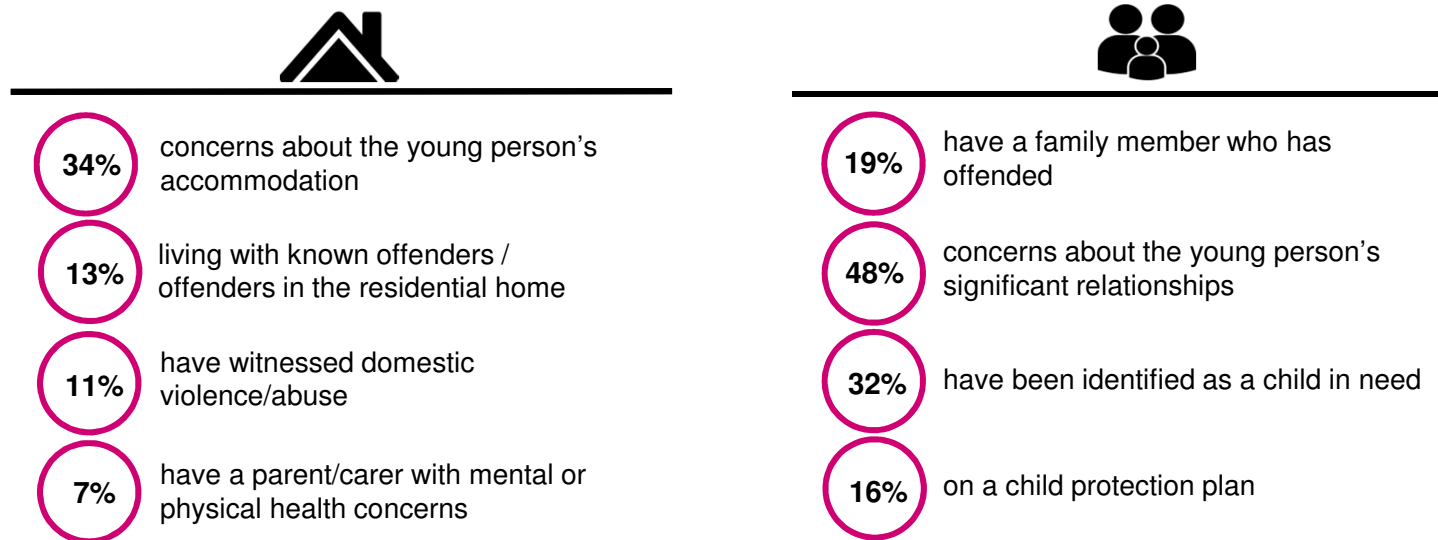 34%
concerns about the young person's
accommodation
13%
living with known offenders /
offenders in the residential home
11%
have witnessed domestic
violence/abuse
7%
have a parent/carer with mental or
physical health concerns
19%
have a family member who has
offended
48%
concerns about the young person's
significant relationships
32%
have been identified as a child in need
16%
on a child protection plan